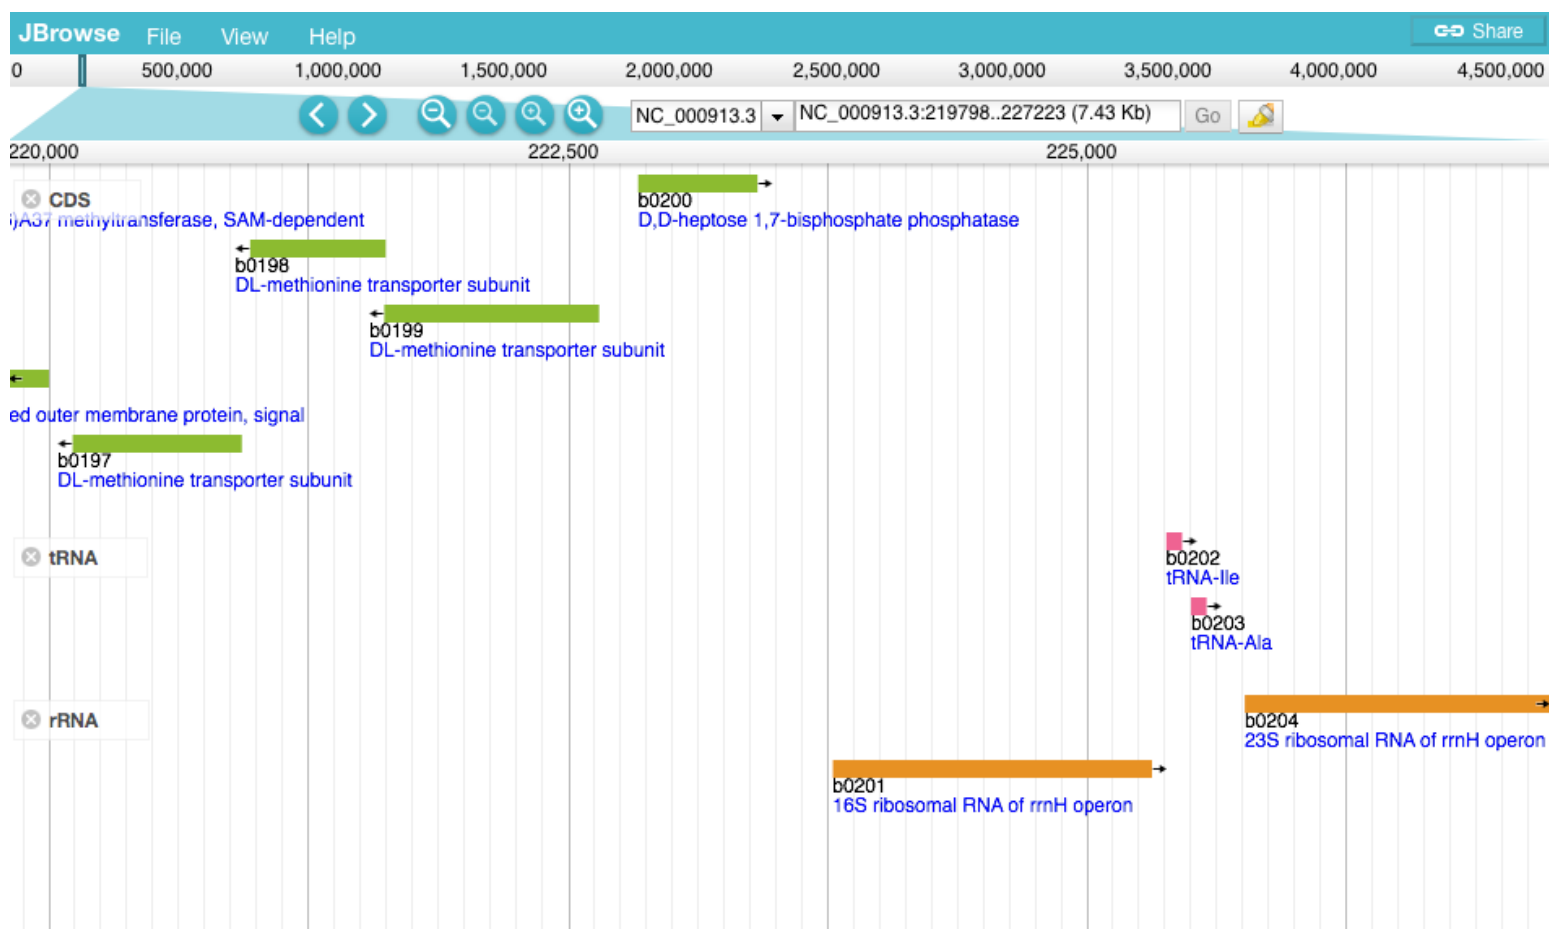 JBrowse File View Help Share
0 500,000 1,000,000 1,500,000 2,000,000 2,500,000 3,000,000 3,500,000 4,000,000 4,500,000
NC_000913.3 NC_000913.3:219798..227223 (7.43 Kb) Go
220,000 222,500 225,000
CDS
b0200
)A37 methyltransferase, SAM-dependent D,D-heptose 1,7-bisphosphate phosphatase
b0198
DL-methionine transporter subunit
b0199
DL-methionine transporter subunit
ed outer membrane protein, signal
b0197
DL-methionine transporter subunit
tRNA
b0202
tRNA-Ile
b0203
tRNA-Ala
rRNA
b0204
23S ribosomal RNA of rrnH operon
b0201
16S ribosomal RNA of rrnH operon